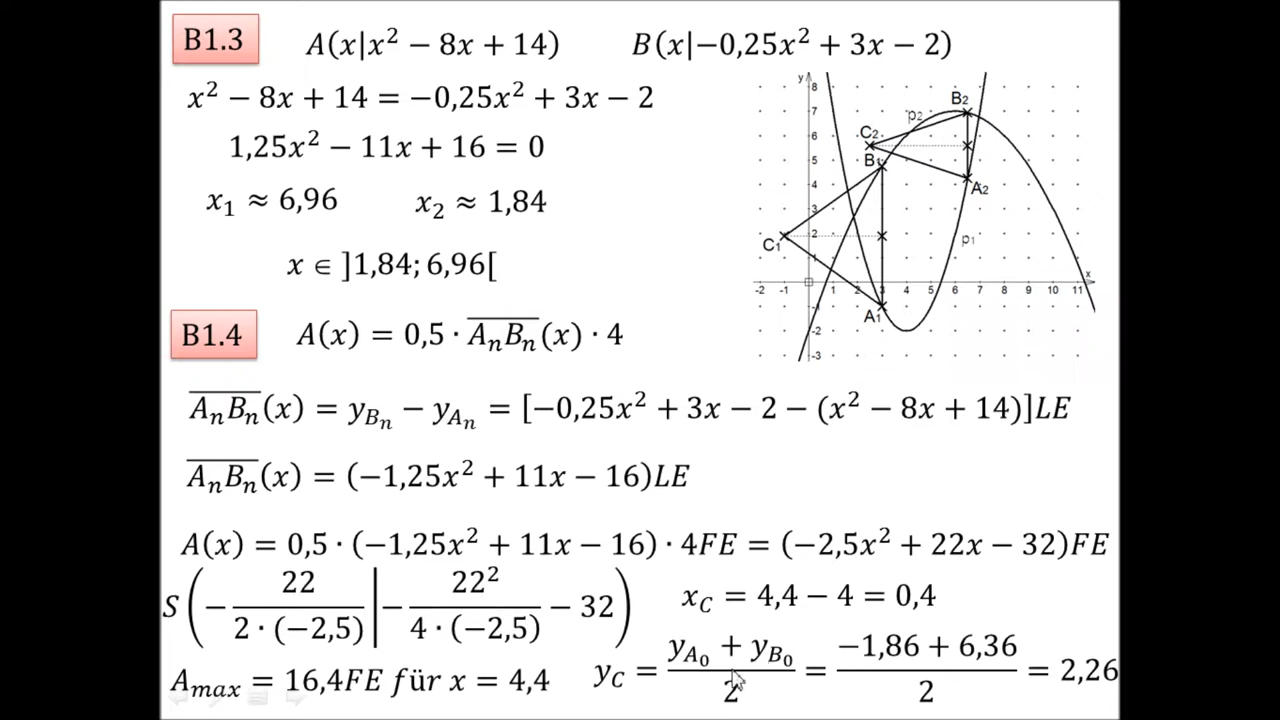 B1.3 A(x|x² − 8x + 14) B(x|−0,25x² + 3x − 2)
x² − 8x + 14 = −0,25x² + 3x − 2
1,25x² − 11x + 16 = 0
x₁ ≈ 6,96 x₂ ≈ 1,84
x ∈ ]1,84; 6,96[
y
8
7
6
5
4
3
2
1
-1
-2
-3
-2 -1 1 2 3 4 5 6 7 8 9 10 11 x
B₂
p₂
C₂
B₁
A₂
C₁
p₁
A₁
B1.4 A(x) = 0,5 · A̅ₙB̅ₙ(x) · 4
A̅ₙB̅ₙ(x) = y_Bₙ − y_Aₙ = [−0,25x² + 3x − 2 − (x² − 8x + 14)]LE
A̅ₙB̅ₙ(x) = (−1,25x² + 11x − 16)LE
A(x) = 0,5 · (−1,25x² + 11x − 16) · 4FE = (−2,5x² + 22x − 32)FE
S(−22/(2 · (−2,5)) | −22²/(4 · (−2,5)) − 32) x_C = 4,4 − 4 = 0,4
A_max = 16,4FE für x = 4,4 y_C = (y_A₀ + y_B₀)/2 = (−1,86 + 6,36)/2 = 2,26